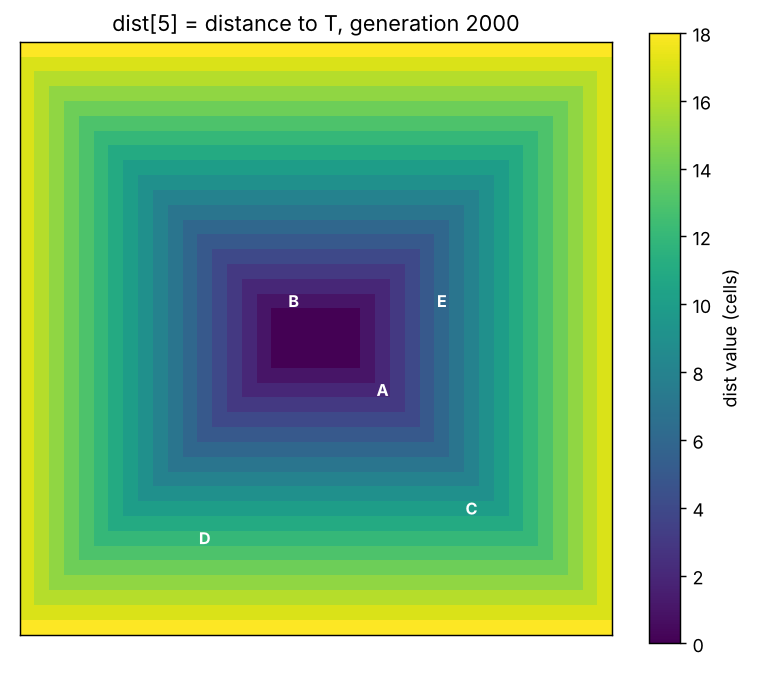 dist[5] = distance to T, generation 2000
18
16
14
12
10
8
6
4
2
0
dist value (cells)
B
E
A
C
D